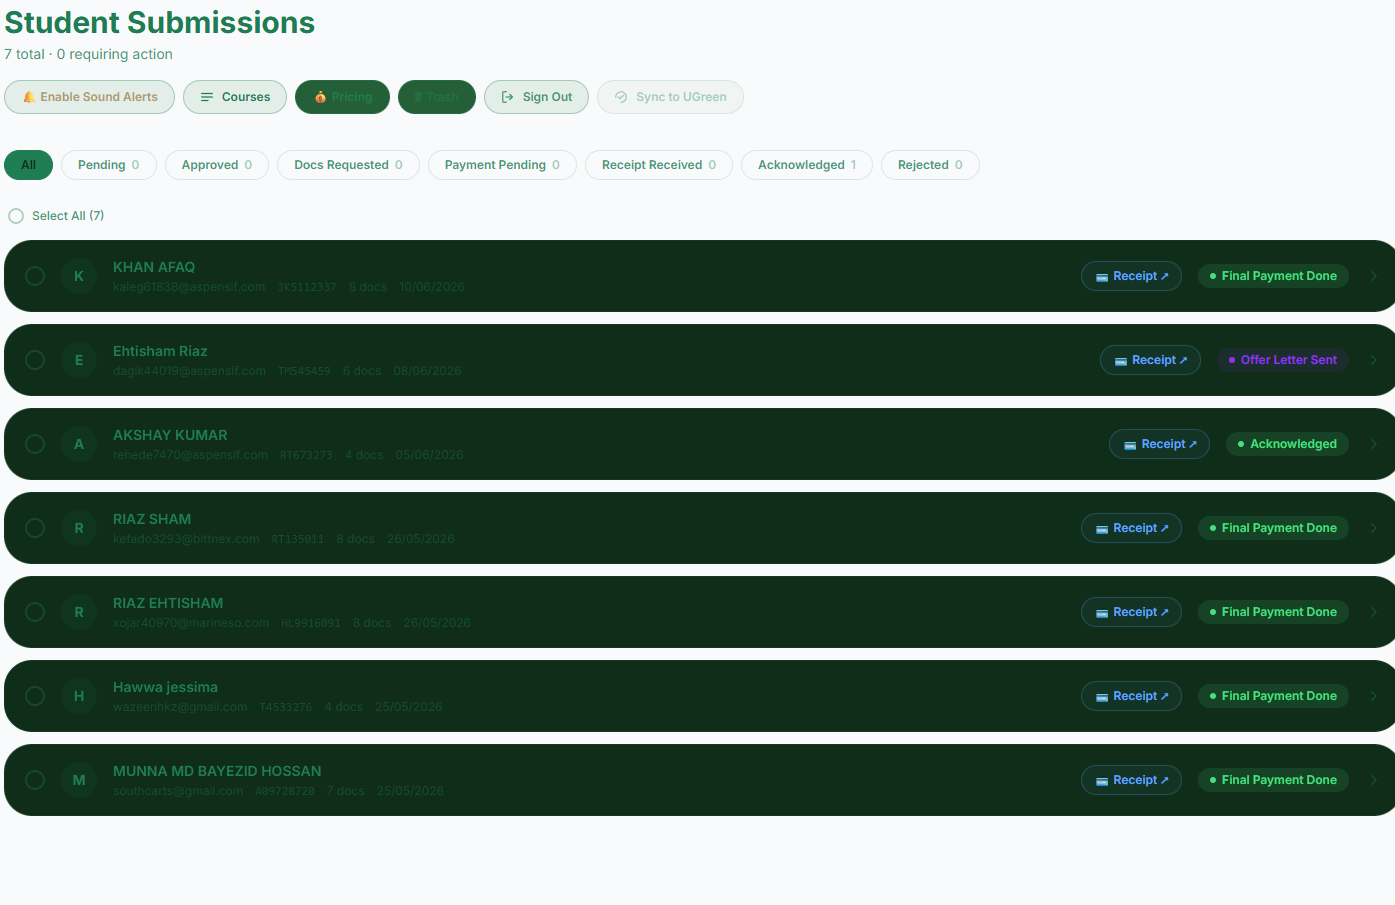 Student Submissions
7 total · 0 requiring action
Enable Sound Alerts Courses Pricing Trash Sign Out Sync to UGreen
All Pending 0 Approved 0 Docs Requested 0 Payment Pending 0 Receipt Received 0 Acknowledged 1 Rejected 0
Select All (7)
K KHAN AFAQ
kaleg61838@aspensif.com JK5112337 8 docs 10/06/2026
Receipt ↗ Final Payment Done
E Ehtisham Riaz
dagik44019@aspensif.com TM545459 6 docs 08/06/2026
Receipt ↗ Offer Letter Sent
A AKSHAY KUMAR
rehede7470@aspensif.com RT673273 4 docs 05/06/2026
Receipt ↗ Acknowledged
R RIAZ SHAM
kefado3293@bittnex.com RT135011 8 docs 26/05/2026
Receipt ↗ Final Payment Done
R RIAZ EHTISHAM
xojar40970@marineso.com HL9916091 8 docs 26/05/2026
Receipt ↗ Final Payment Done
H Hawwa jessima
wazeenhkz@gmail.com T4533276 4 docs 25/05/2026
Receipt ↗ Final Payment Done
M MUNNA MD BAYEZID HOSSAN
southcarts@gmail.com A09728720 7 docs 25/05/2026
Receipt ↗ Final Payment Done